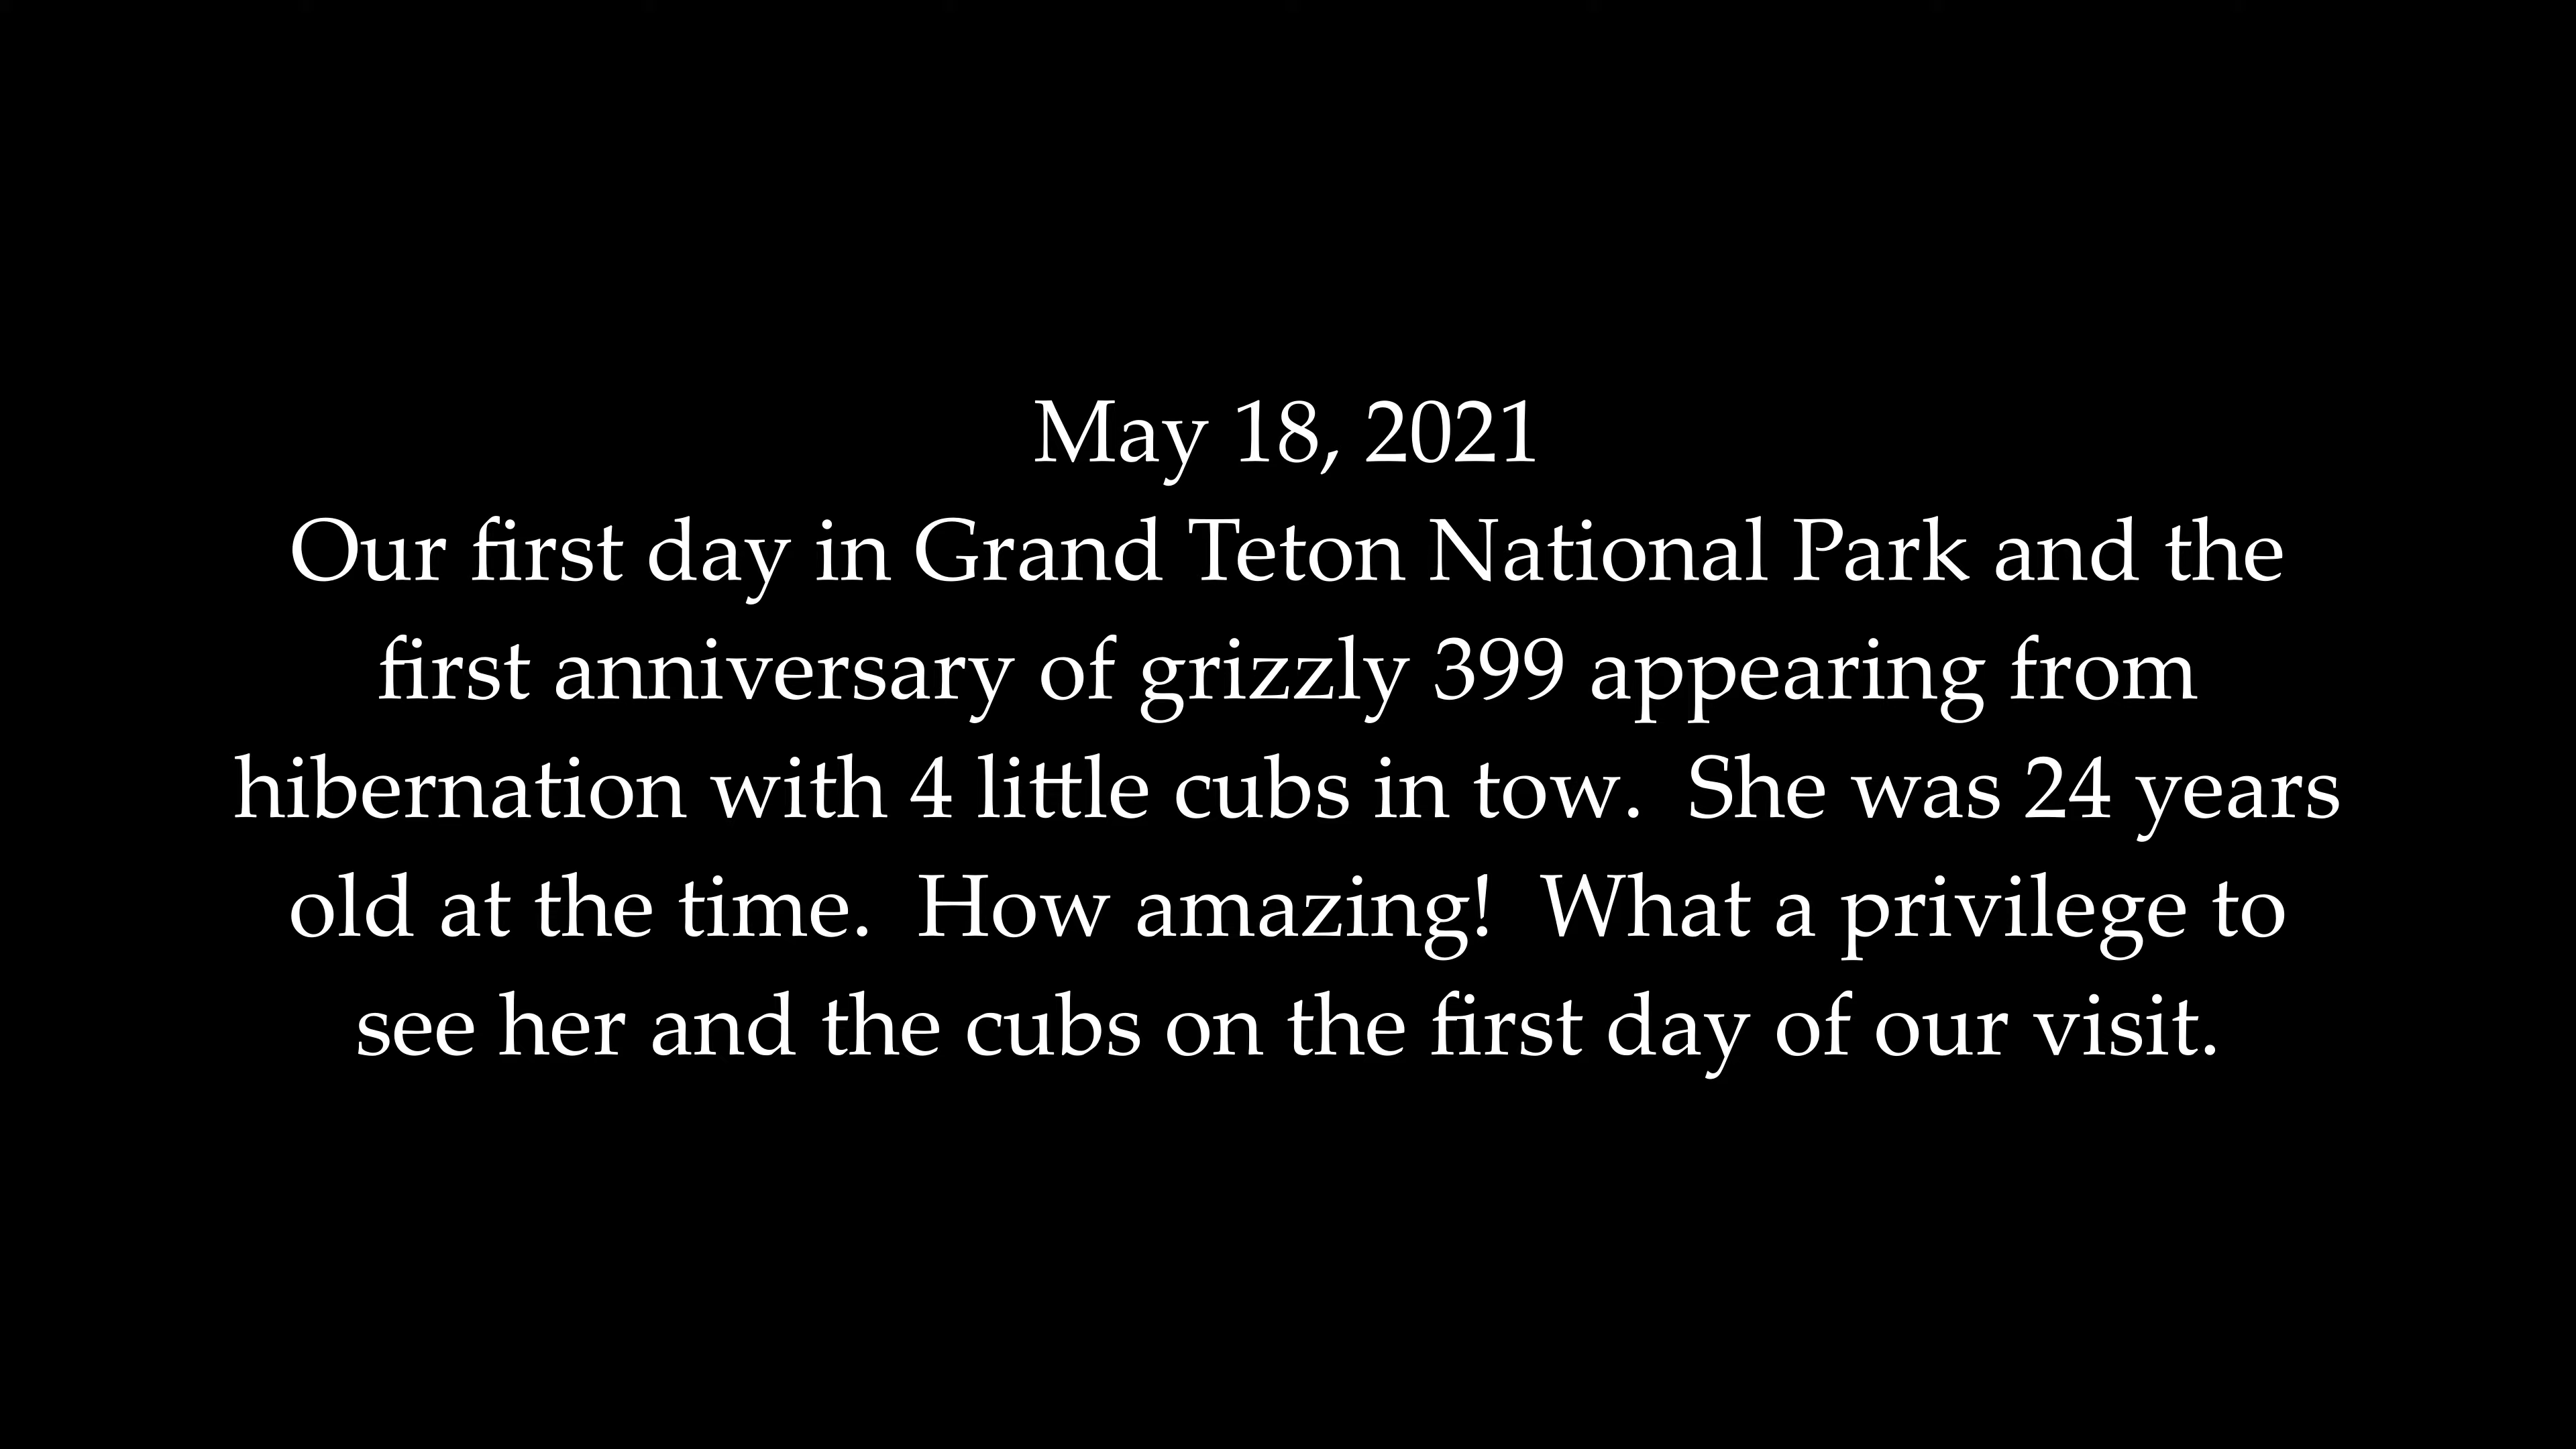 May 18, 2021
Our first day in Grand Teton National Park and the
first anniversary of grizzly 399 appearing from
hibernation with 4 little cubs in tow.  She was 24 years
old at the time.  How amazing!  What a privilege to
see her and the cubs on the first day of our visit.